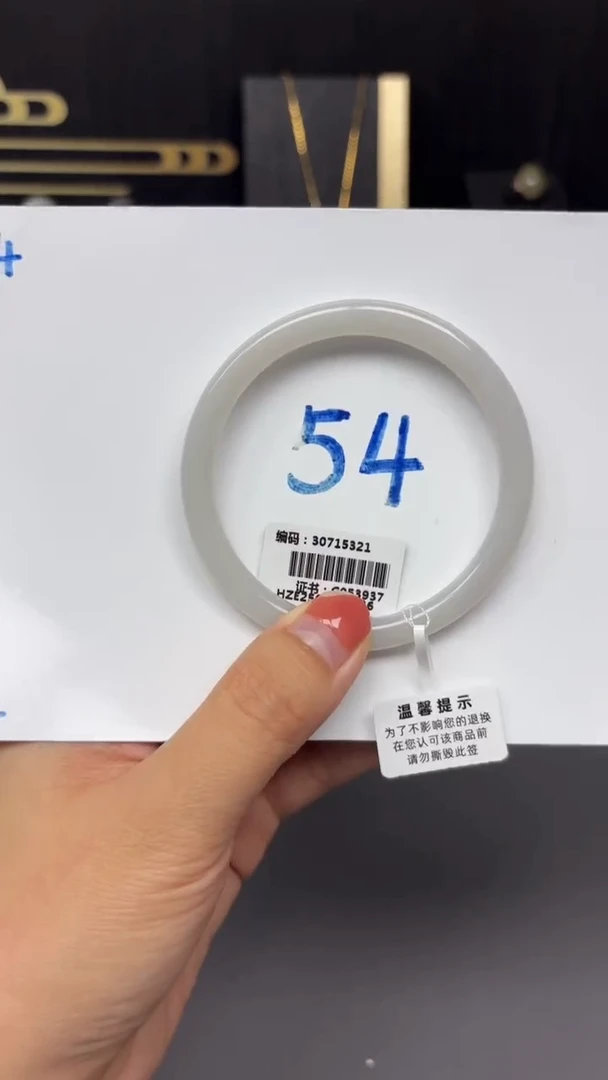 4
54
编码：30715321
温馨提示
为了不影响您的退换
在您认可该商品前
请勿撕毁此签